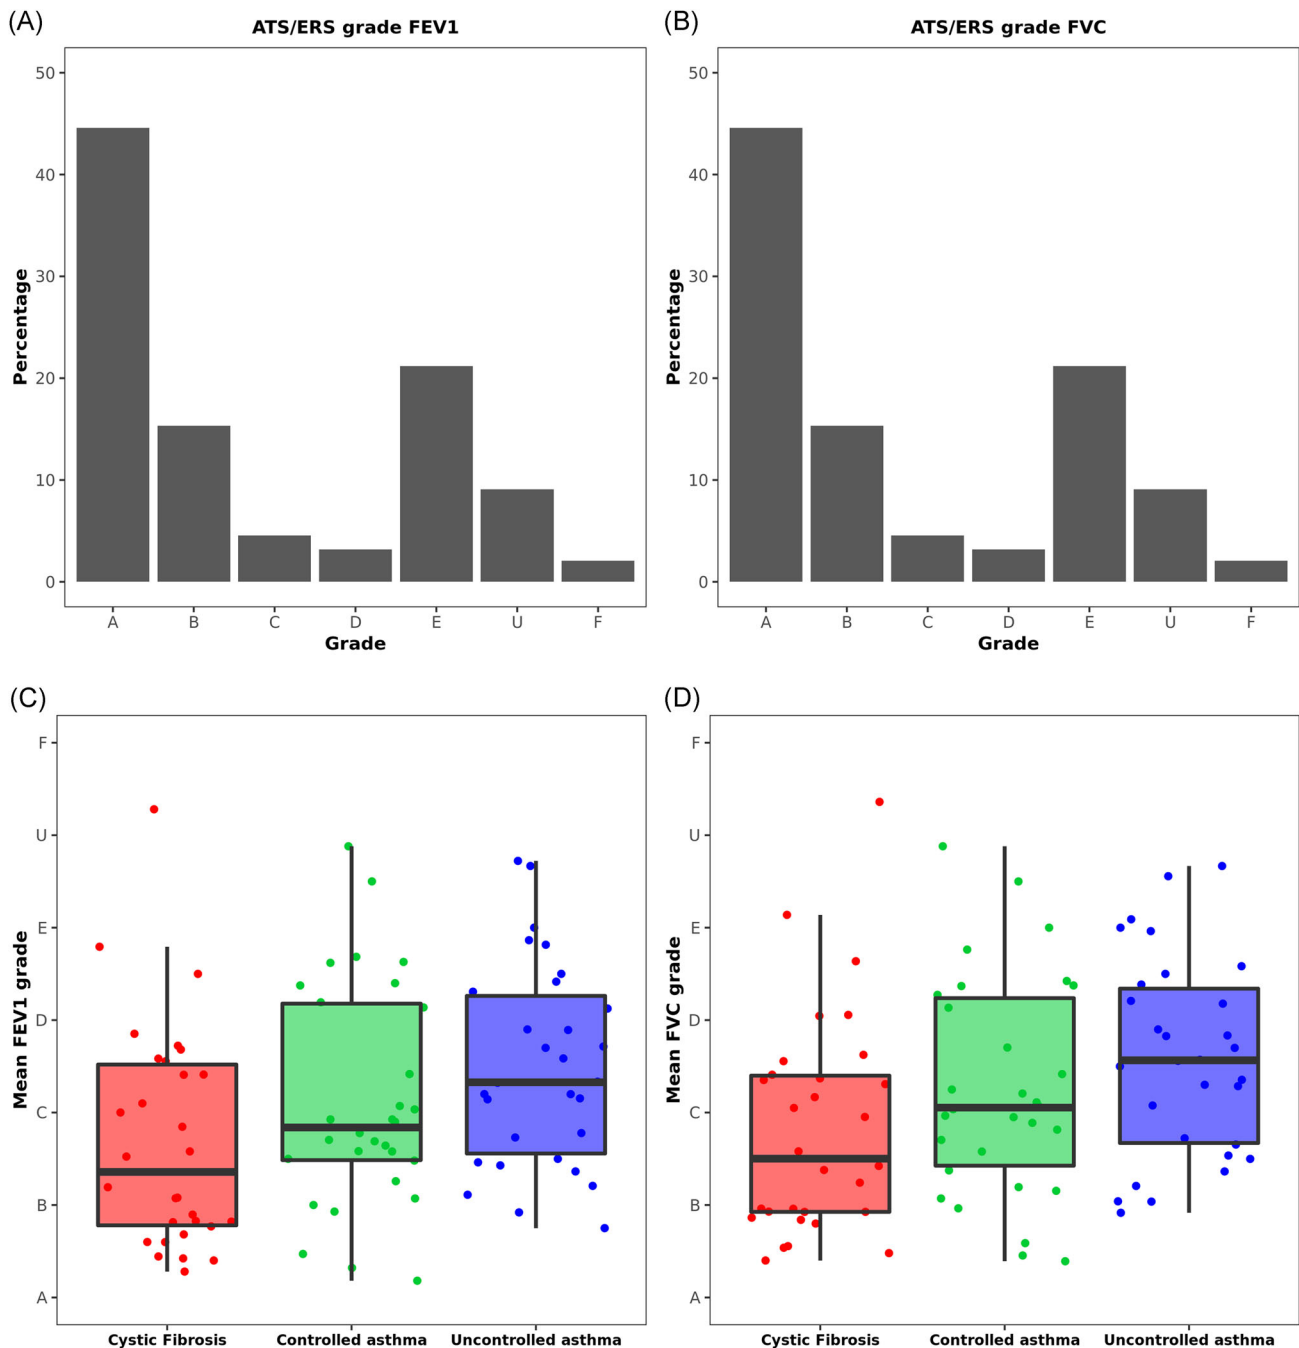 (A)
ATS/ERS grade FEV1
50
40
30
20
10
0
Percentage
A B C D E U F
Grade
(B)
ATS/ERS grade FVC
50
40
30
20
10
0
Percentage
A B C D E U F
Grade
(C)
F
U
E
D
C
B
A
Mean FEV1 grade
Cystic Fibrosis Controlled asthma Uncontrolled asthma
(D)
F
U
E
D
C
B
A
Mean FVC grade
Cystic Fibrosis Controlled asthma Uncontrolled asthma